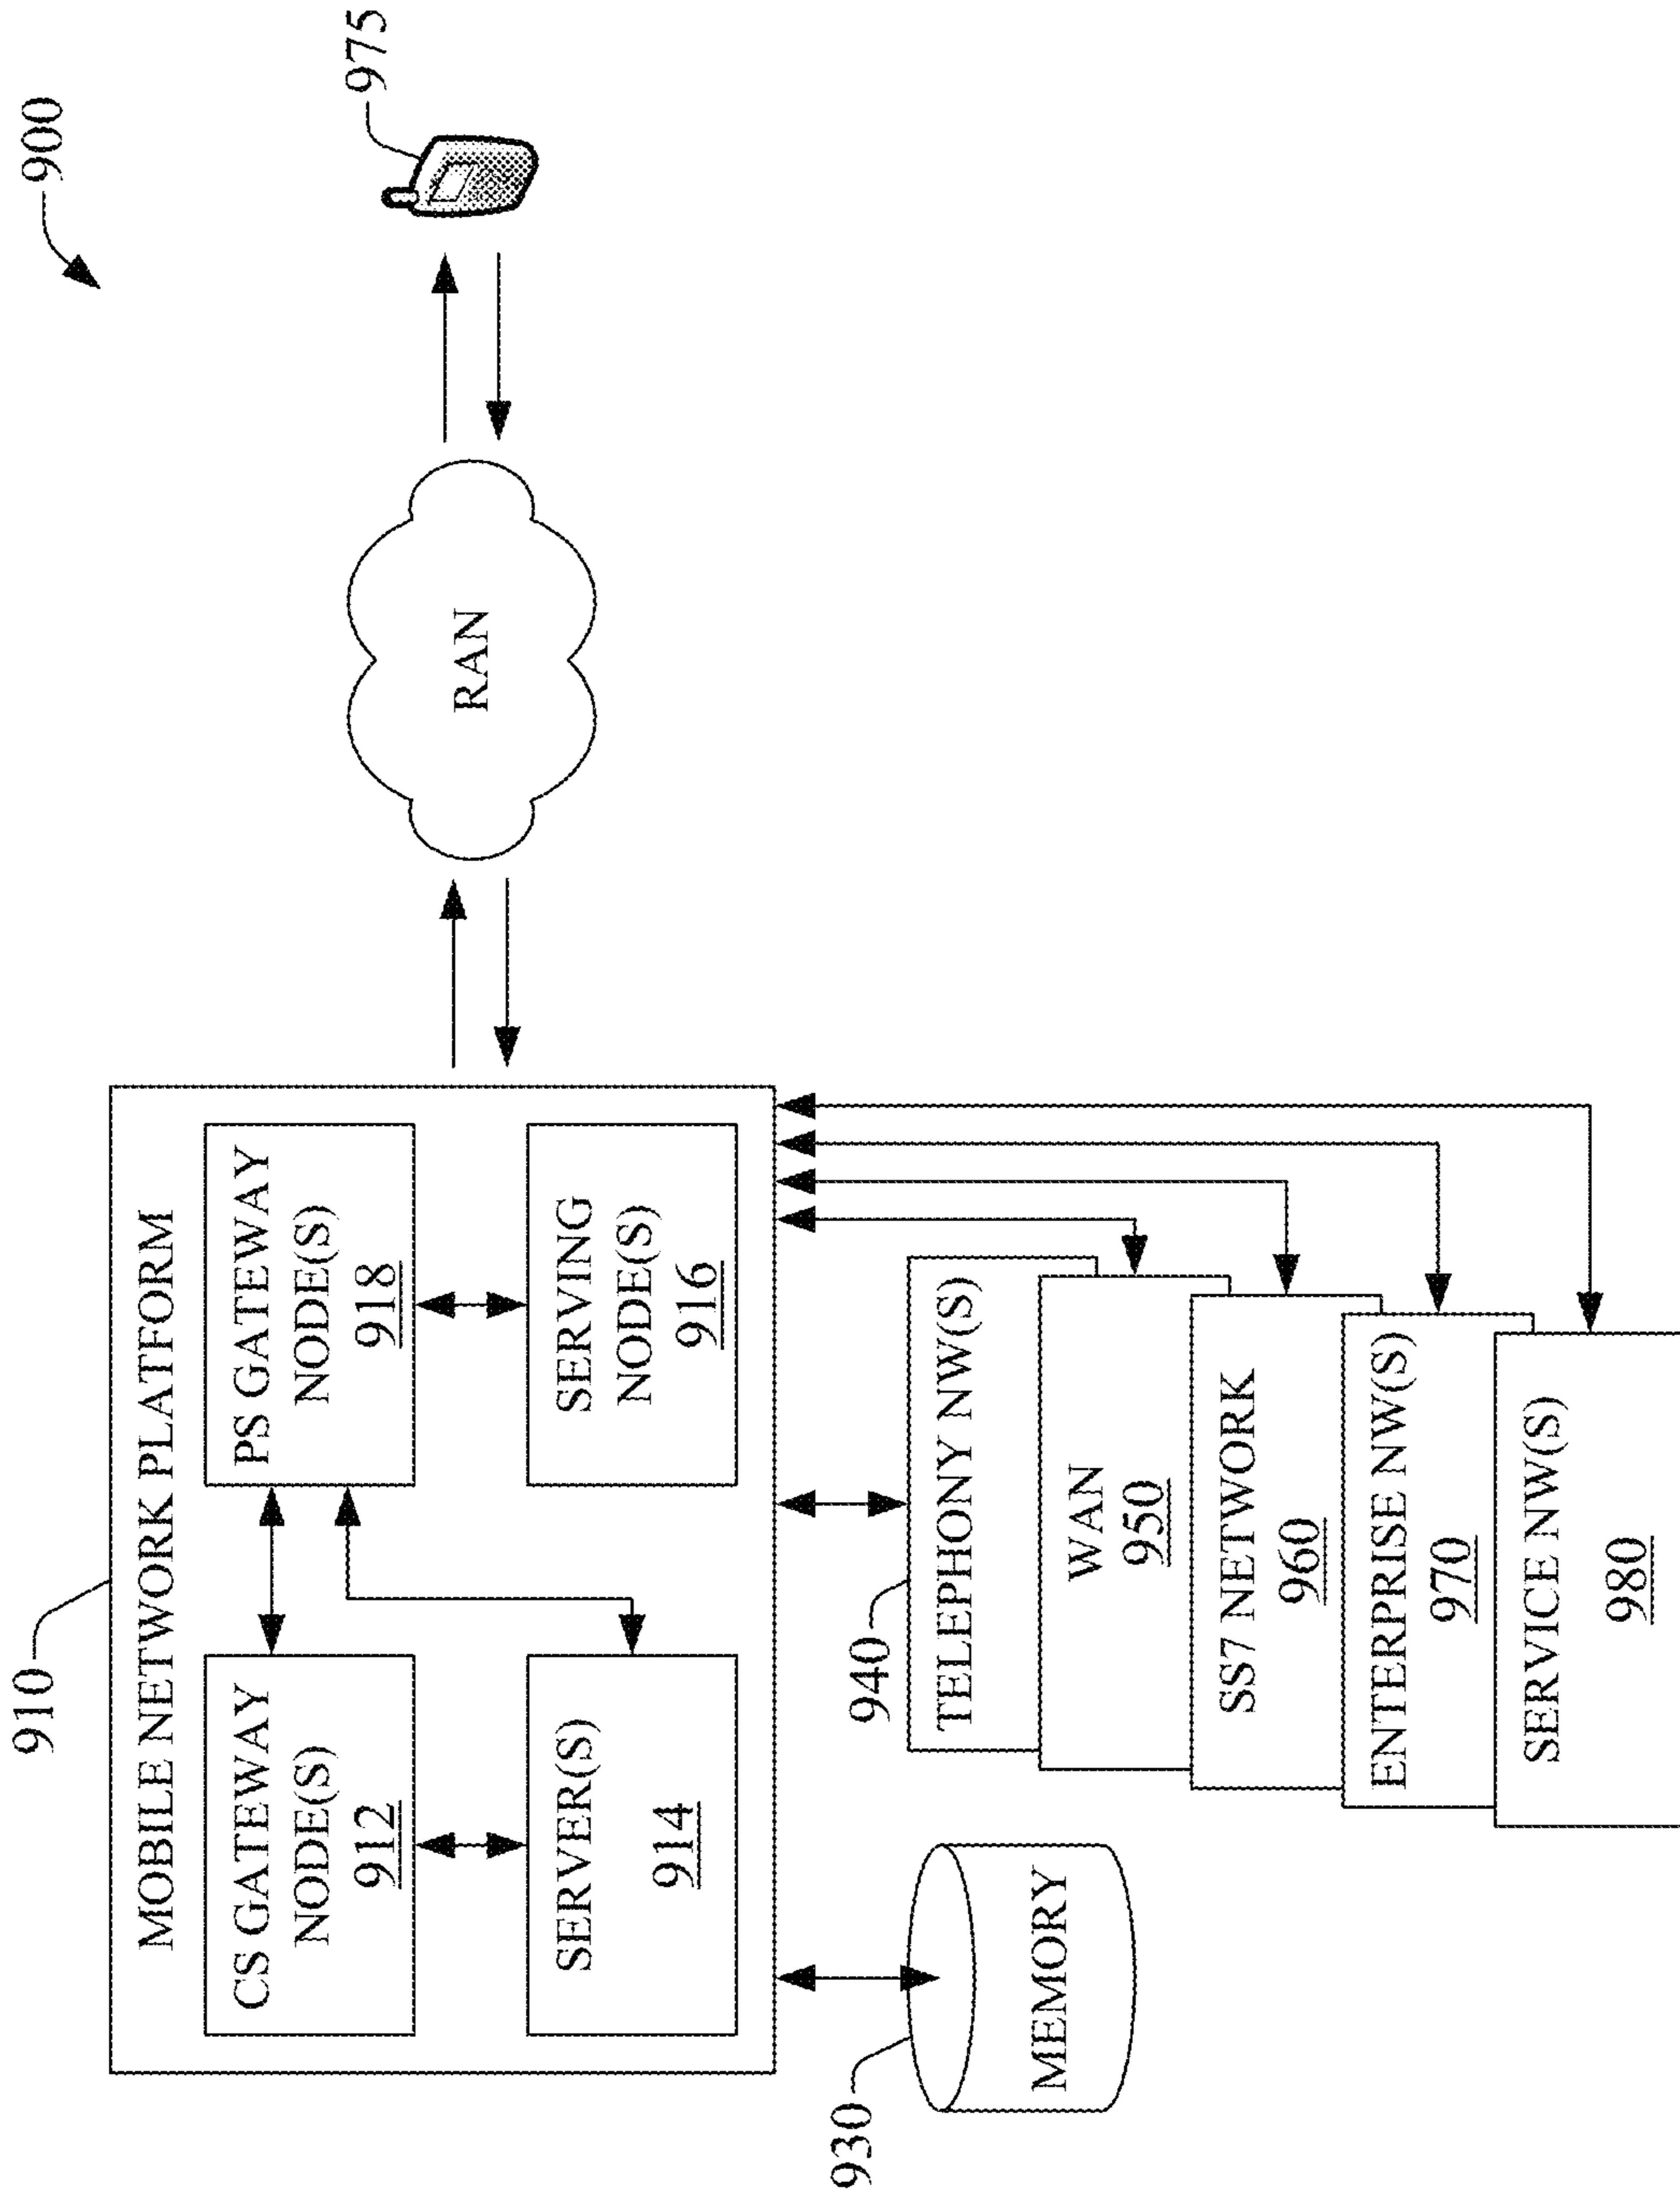 900
910
MOBILE NETWORK PLATFORM
CS GATEWAY
NODE(S)
912
PS GATEWAY
NODE(S)
918
SERVER(S)
914
SERVING
NODE(S)
916
RAN
975
930
MEMORY
940
TELEPHONY NW(S)
WAN
950
SS7 NETWORK
960
ENTERPRISE NW(S)
970
SERVICE NW(S)
980